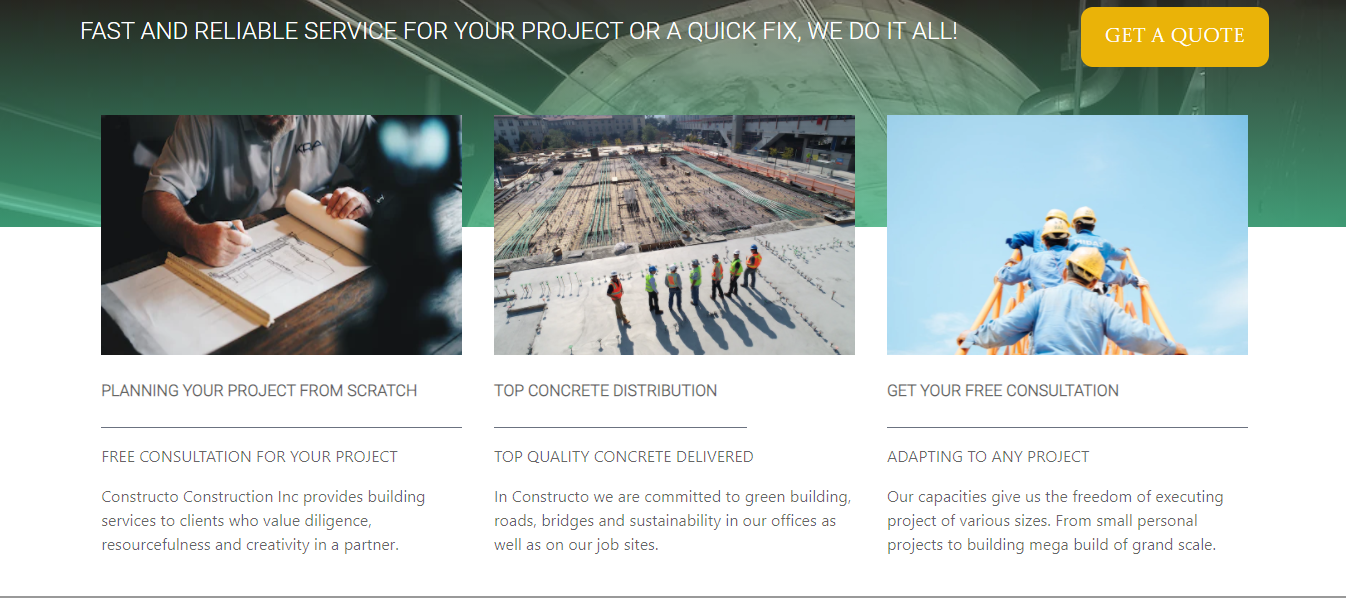 FAST AND RELIABLE SERVICE FOR YOUR PROJECT OR A QUICK FIX, WE DO IT ALL!
GET A QUOTE
KRA
PLANNING YOUR PROJECT FROM SCRATCH
FREE CONSULTATION FOR YOUR PROJECT
Constructo Construction Inc provides building
services to clients who value diligence,
resourcefulness and creativity in a partner.
TOP CONCRETE DISTRIBUTION
TOP QUALITY CONCRETE DELIVERED
In Constructo we are committed to green building,
roads, bridges and sustainability in our offices as
well as on our job sites.
GET YOUR FREE CONSULTATION
ADAPTING TO ANY PROJECT
Our capacities give us the freedom of executing
project of various sizes. From small personal
projects to building mega build of grand scale.